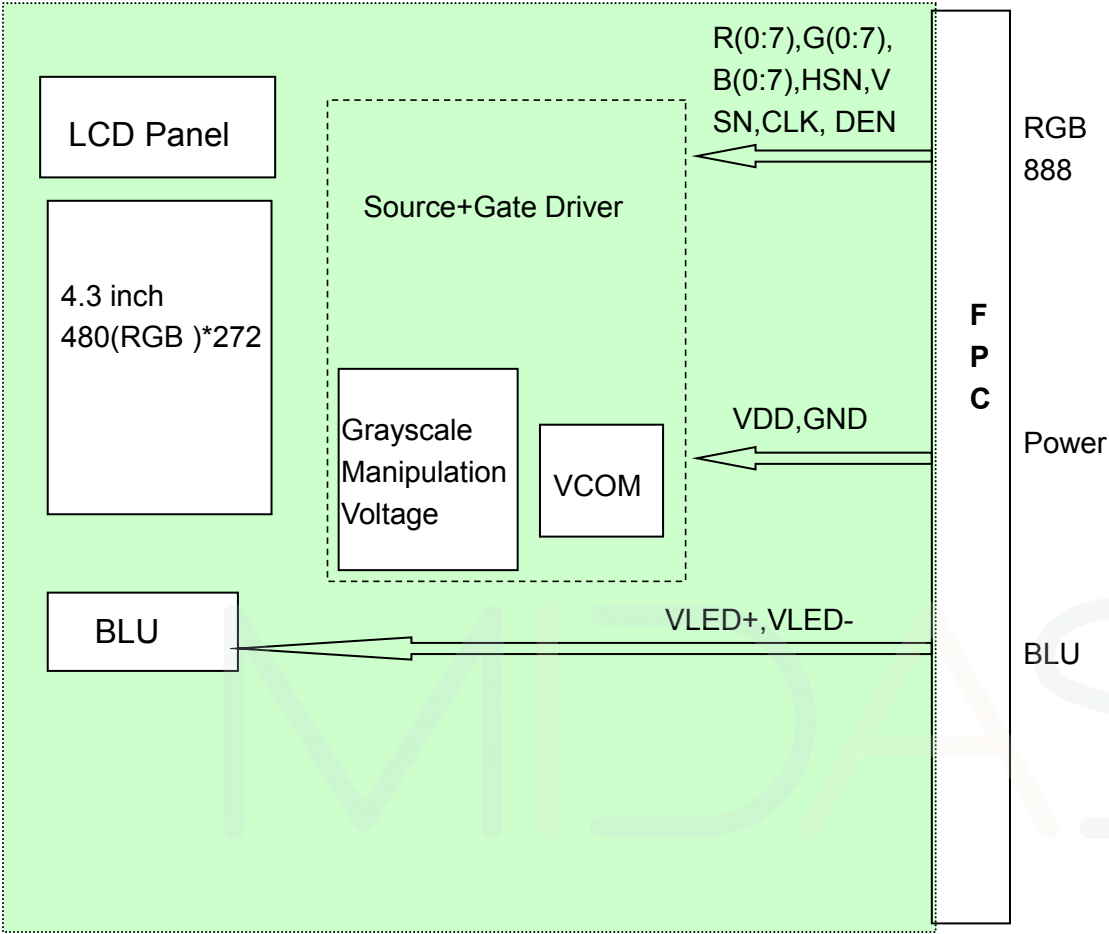 R(0:7),G(0:7),
B(0:7),HSN,V
SN,CLK, DEN
RGB
888
LCD Panel
Source+Gate Driver
4.3 inch
480(RGB )*272
F
P
C
Grayscale
Manipulation
Voltage
VCOM
VDD,GND
Power
BLU
VLED+,VLED-
BLU
MIDAS